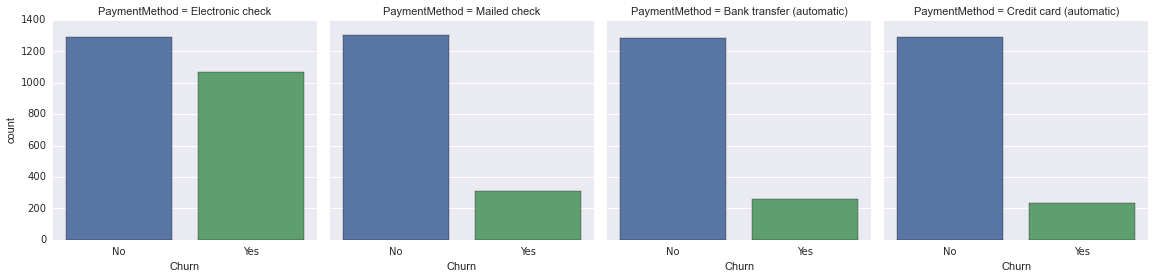 PaymentMethod = Electronic check
PaymentMethod = Mailed check
PaymentMethod = Bank transfer (automatic)
PaymentMethod = Credit card (automatic)
1400
1200
1000
800
600
400
200
0
count
No Yes
No Yes
No Yes
No Yes
Churn
Churn
Churn
Churn